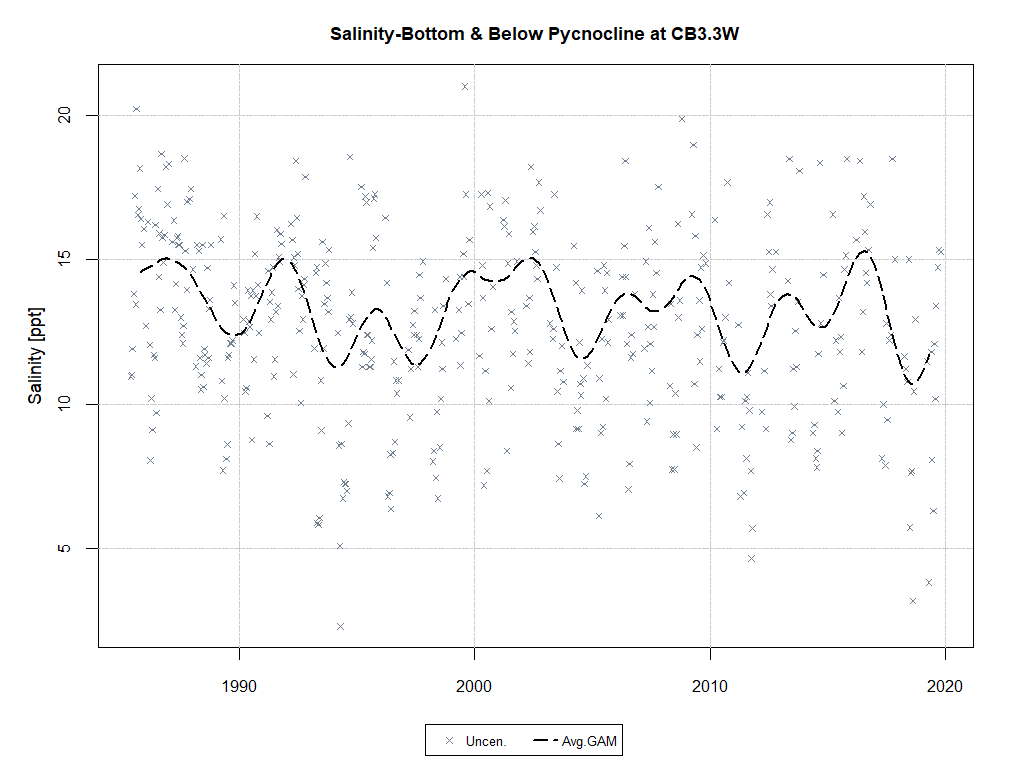 Salinity-Bottom & Below Pycnocline at CB3.3W
Salinity [ppt]
20
15
10
5
1990 2000 2010 2020
Uncen. Avg.GAM